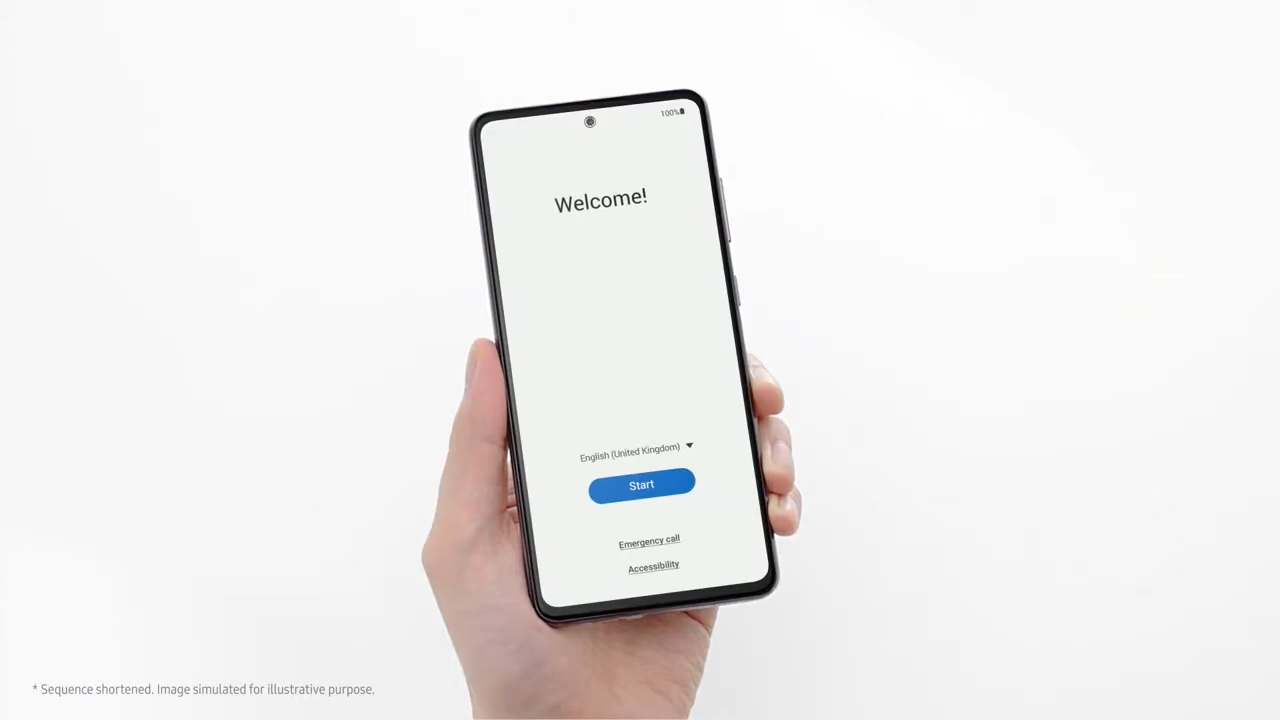 100%
Welcome!
English (United Kingdom)
Start
Emergency call
Accessibility
* Sequence shortened. Image simulated for illustrative purpose.